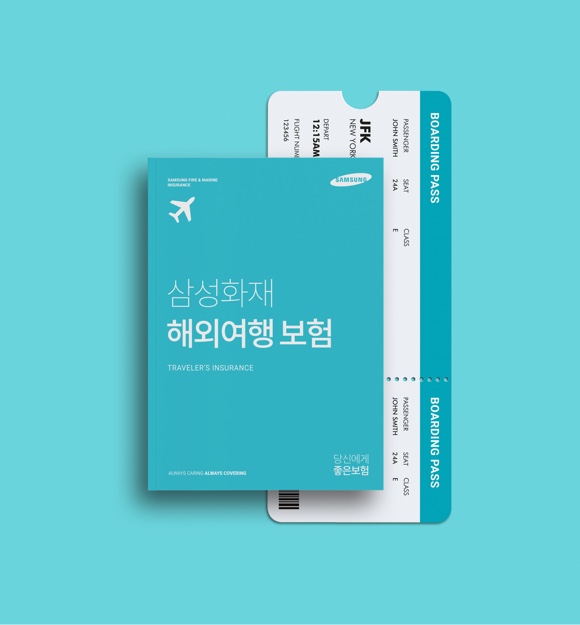 SAMSUNG FIRE & MARINE
INSURANCE
SAMSUNG
삼성화재
해외여행 보험
TRAVELER'S INSURANCE
당신에게
좋은보험
ALWAYS CARING ALWAYS COVERING
BOARDING PASS
PASSENGER
JOHN SMITH
SEAT
24A
CLASS
E
JFK
NEW YORK
DEPART
12:15AM
123456
BOARDING PASS
PASSENGER
JOHN SMITH
SEAT
24A
CLASS
E